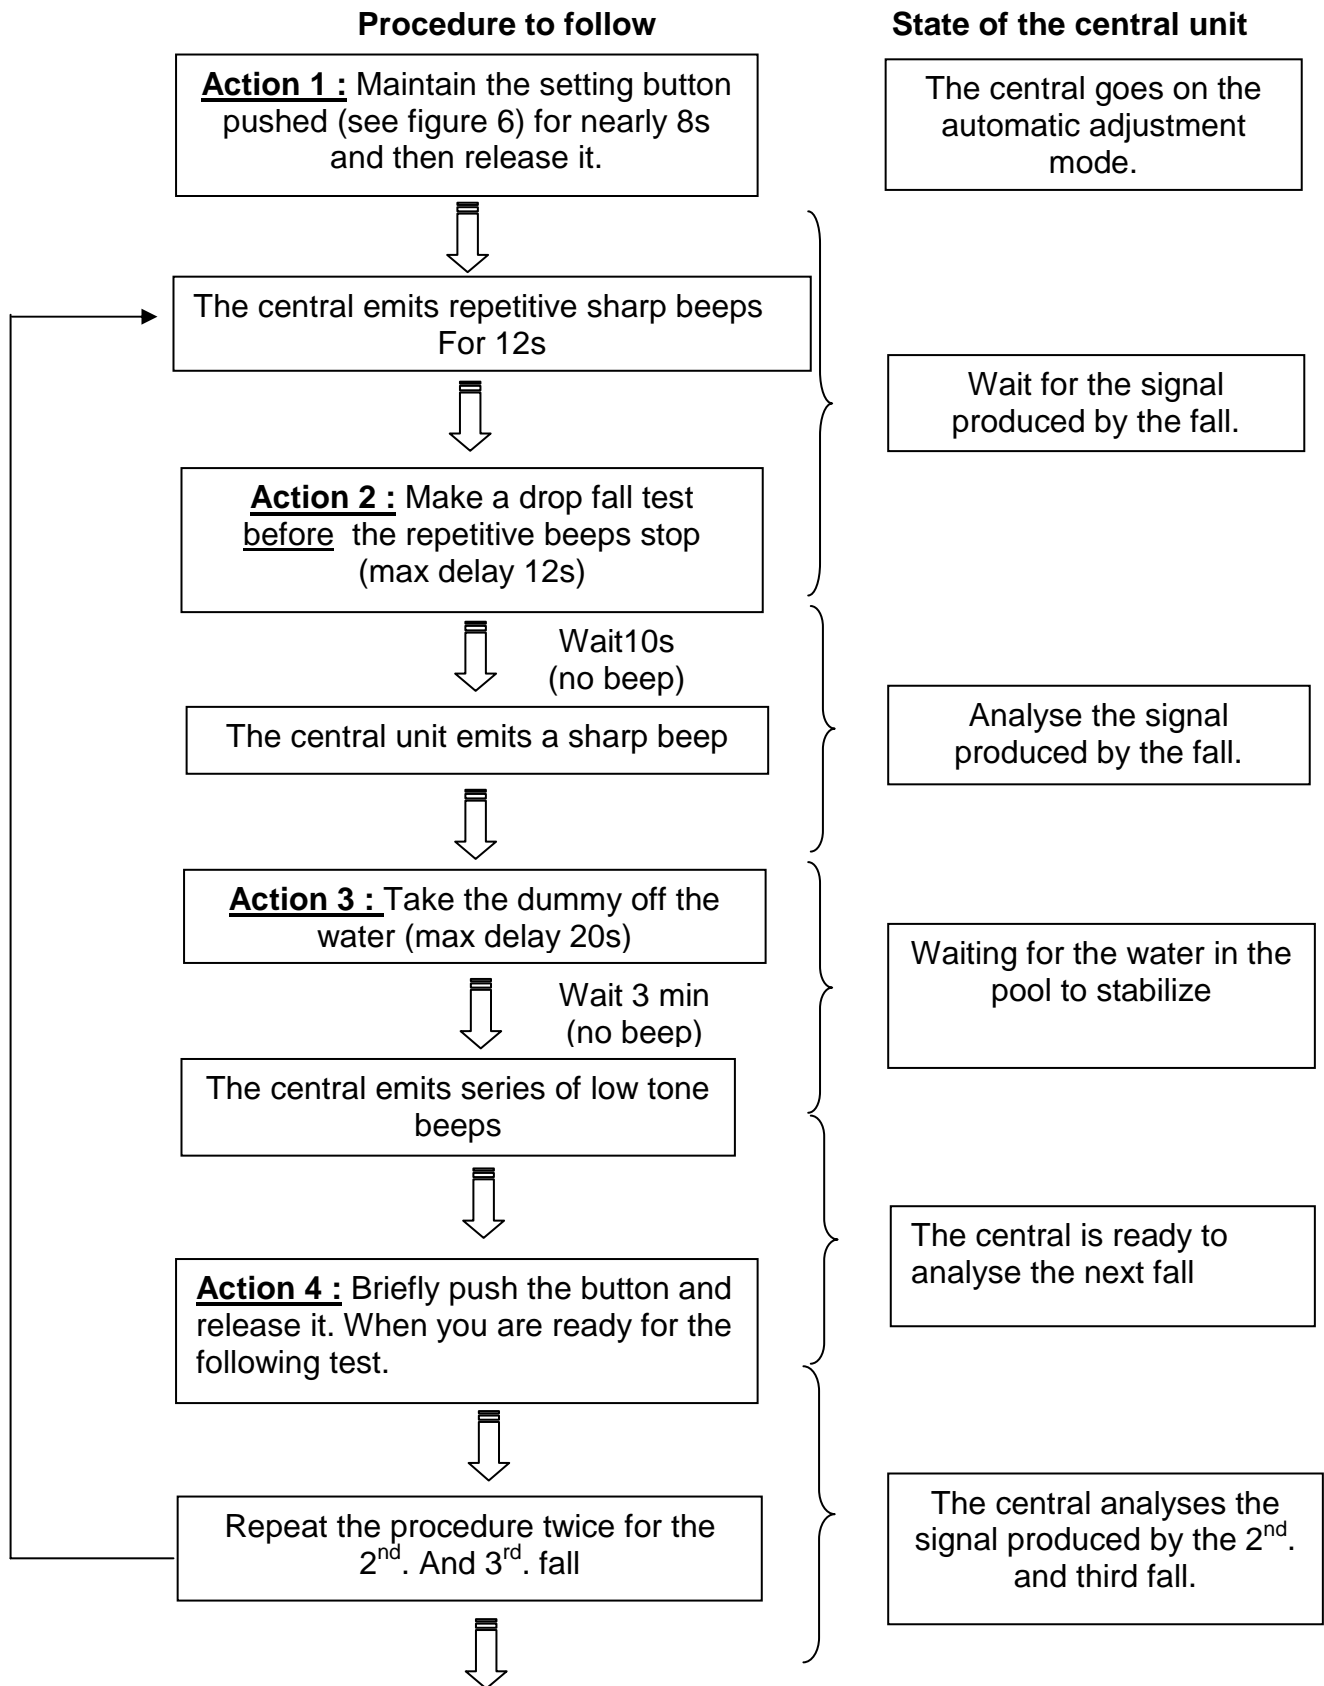 Procedure to follow
State of the central unit
Action 1 : Maintain the setting button
pushed (see figure 6) for nearly 8s
and then release it.
The central goes on the
automatic adjustment
mode.
The central emits repetitive sharp beeps
For 12s
Wait for the signal
produced by the fall.
Action 2 : Make a drop fall test
before the repetitive beeps stop
(max delay 12s)
Wait10s
(no beep)
The central unit emits a sharp beep
Analyse the signal
produced by the fall.
Action 3 : Take the dummy off the
water (max delay 20s)
Waiting for the water in the
pool to stabilize
Wait 3 min
(no beep)
The central emits series of low tone
beeps
The central is ready to
analyse the next fall
Action 4 : Briefly push the button and
release it. When you are ready for the
following test.
Repeat the procedure twice for the
2nd. And 3rd. fall
The central analyses the
signal produced by the 2nd.
and third fall.